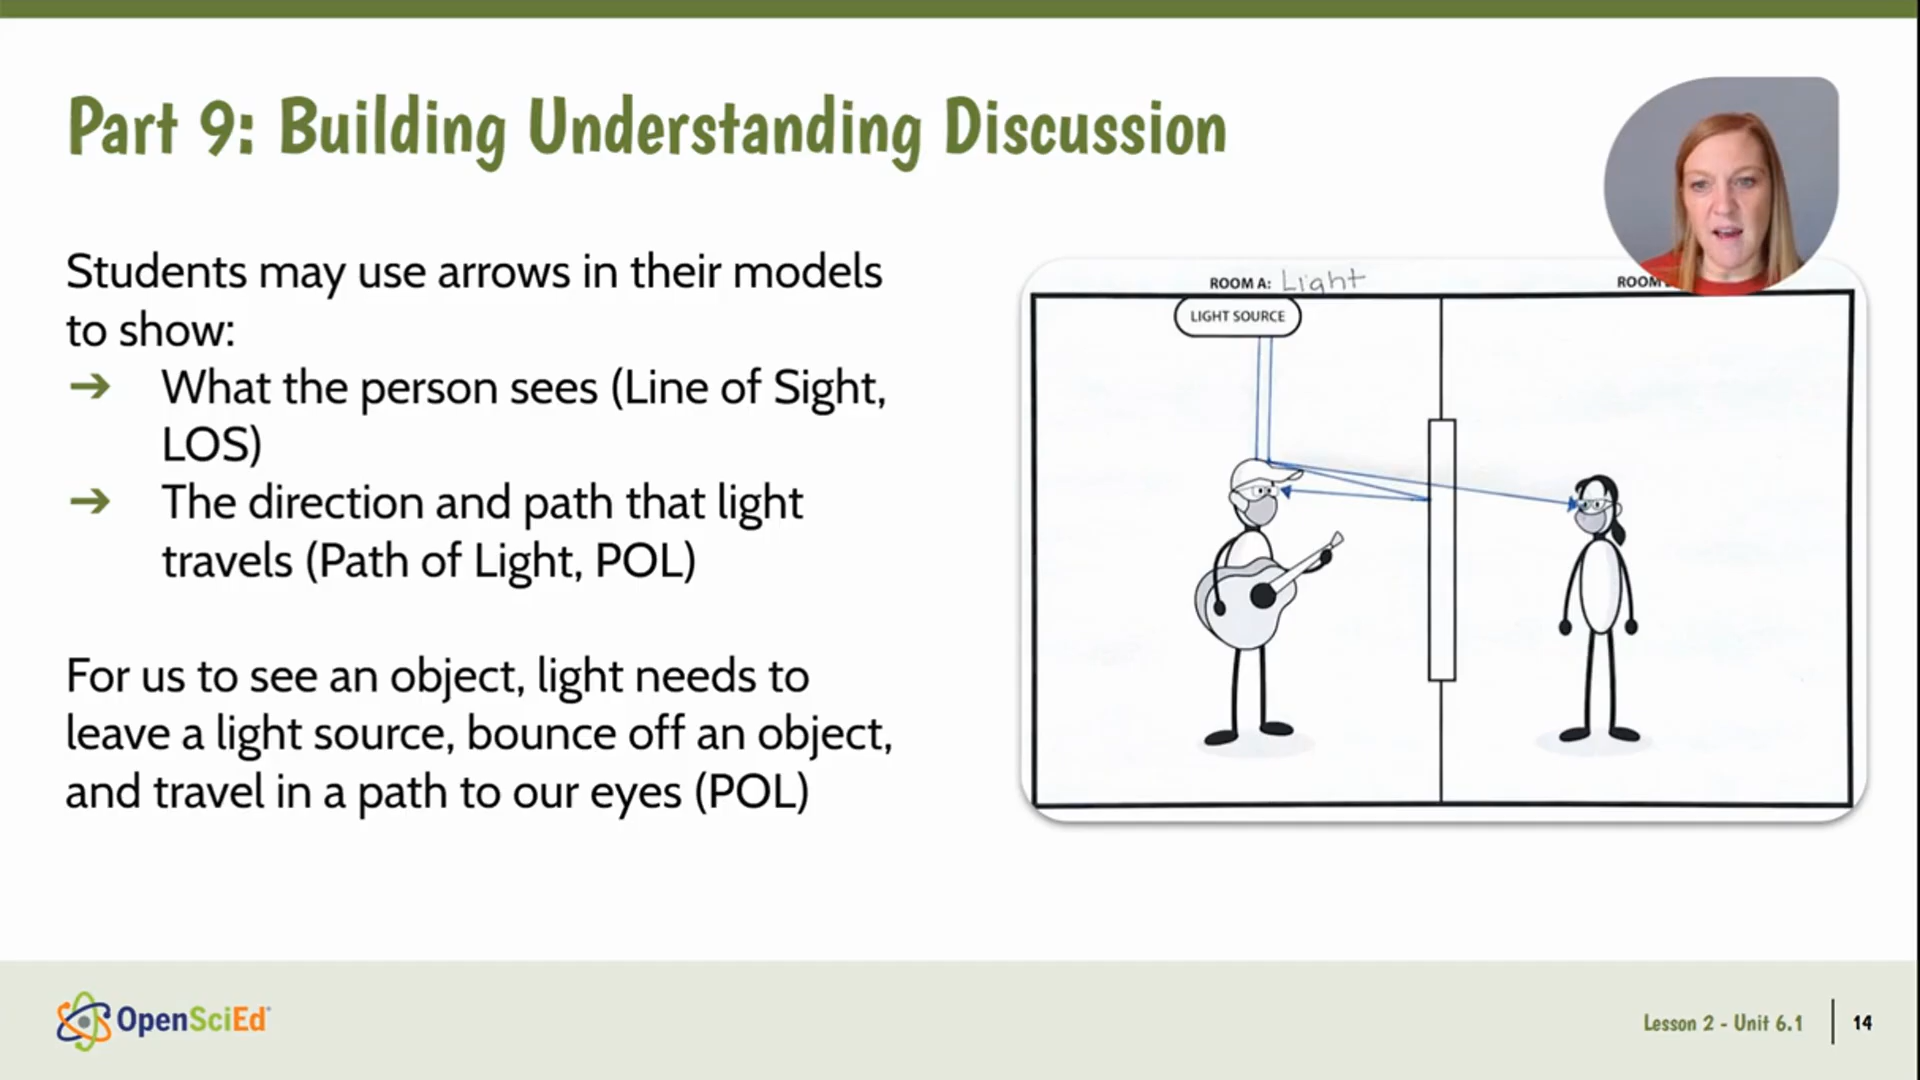 Part 9: Building Understanding Discussion
Students may use arrows in their models
to show:
➔ What the person sees (Line of Sight,
LOS)
➔ The direction and path that light
travels (Path of Light, POL)
For us to see an object, light needs to
leave a light source, bounce off an object,
and travel in a path to our eyes (POL)
ROOM A: Light
ROOM
LIGHT SOURCE
OpenSciEd®
Lesson 2 - Unit 6.1
14